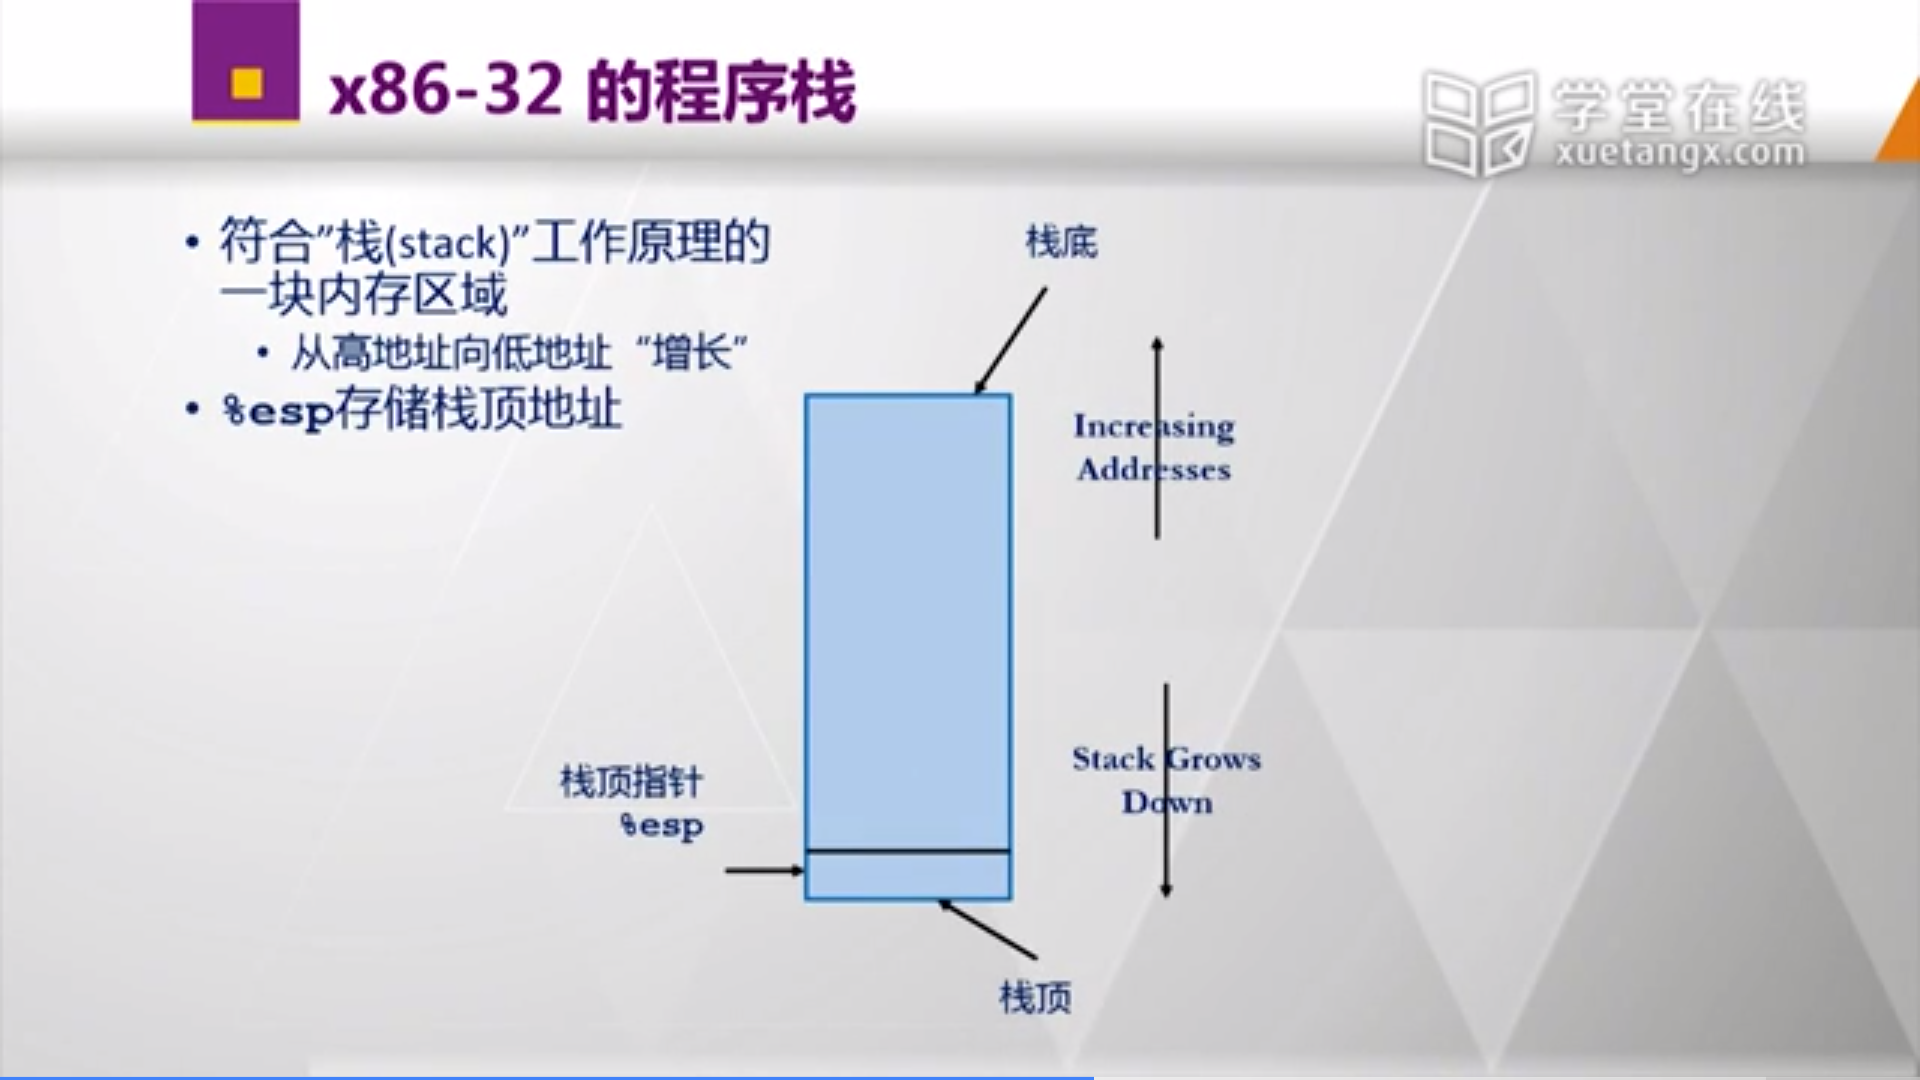 x86-32 的程序栈
学堂在线
xuetangx.com
• 符合”栈(stack)”工作原理的
一块内存区域
• 从高地址向低地址 “增长”
• %esp存储栈顶地址
栈底
Increasing
Addresses
Stack Grows
Down
栈顶指针
%esp
栈顶